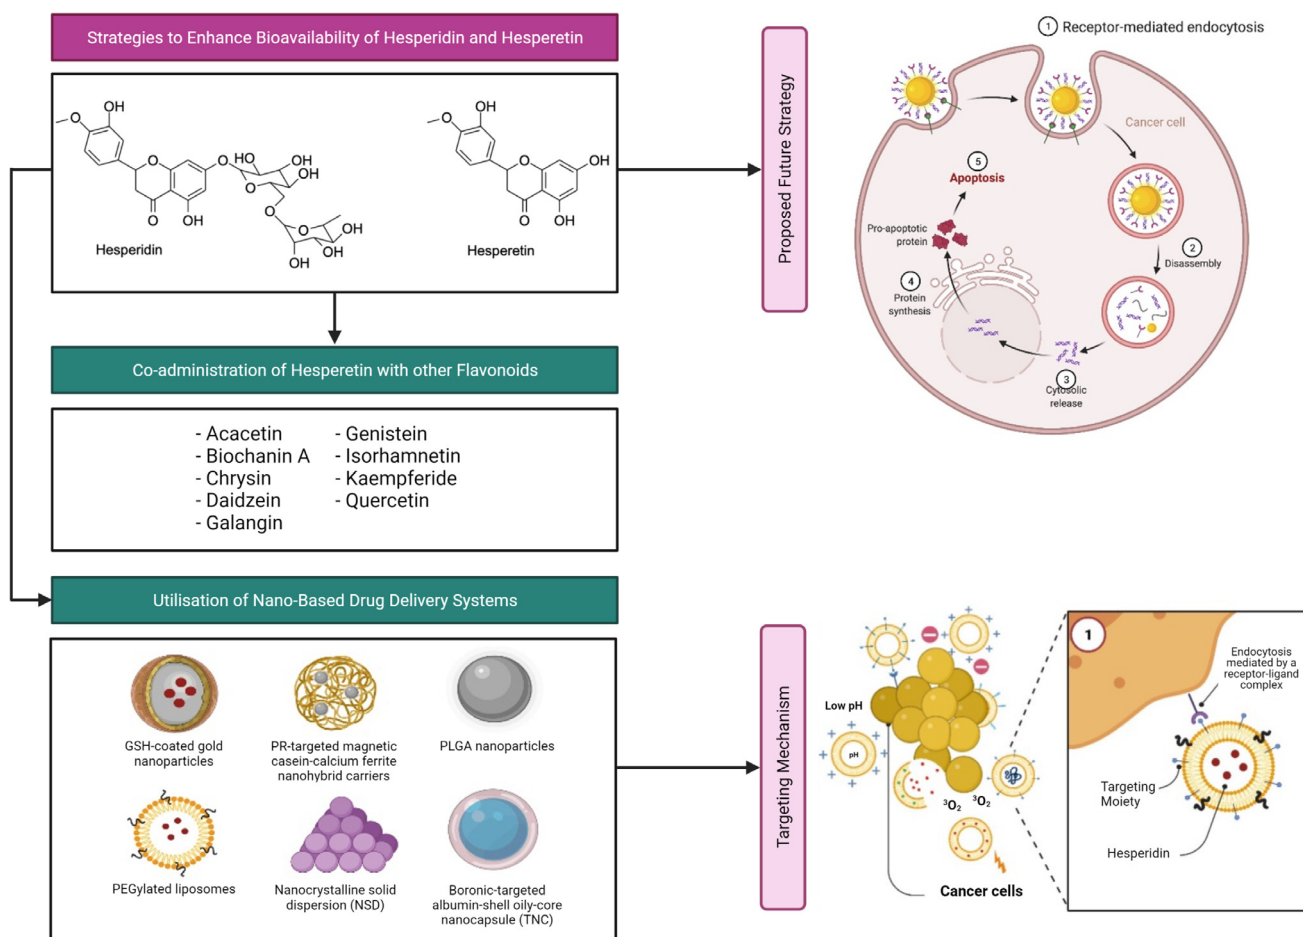 Strategies to Enhance Bioavailability of Hesperidin and Hesperetin
OH
O
O
O
OH
O
OH
OH
OH
O
O
O
OH
OH
OH
Hesperidin
OH
O
O
OH
O
OH
Hesperetin
Co-administration of Hesperetin with other Flavonoids
- Acacetin
- Biochanin A
- Chrysin
- Daidzein
- Galangin
- Genistein
- Isorhamnetin
- Kaempferide
- Quercetin
Utilisation of Nano-Based Drug Delivery Systems
GSH-coated gold
nanoparticles
PR-targeted magnetic
casein-calcium ferrite
nanohybrid carriers
PLGA nanoparticles
PEGylated liposomes
Nanocrystalline solid
dispersion (NSD)
Boronic-targeted
albumin-shell oily-core
nanocapsule (TNC)
Proposed Future Strategy
1 Receptor-mediated endocytosis
Cancer cell
2
Disassembly
3
Cytosolic
release
4
Protein
synthesis
Pro-apoptotic
protein
5
Apoptosis
Targeting Mechanism
Low pH
pH
³O₂
³O₂
Cancer cells
1
Endocytosis
mediated by a
receptor-ligand
complex
Targeting
Moiety
Hesperidin